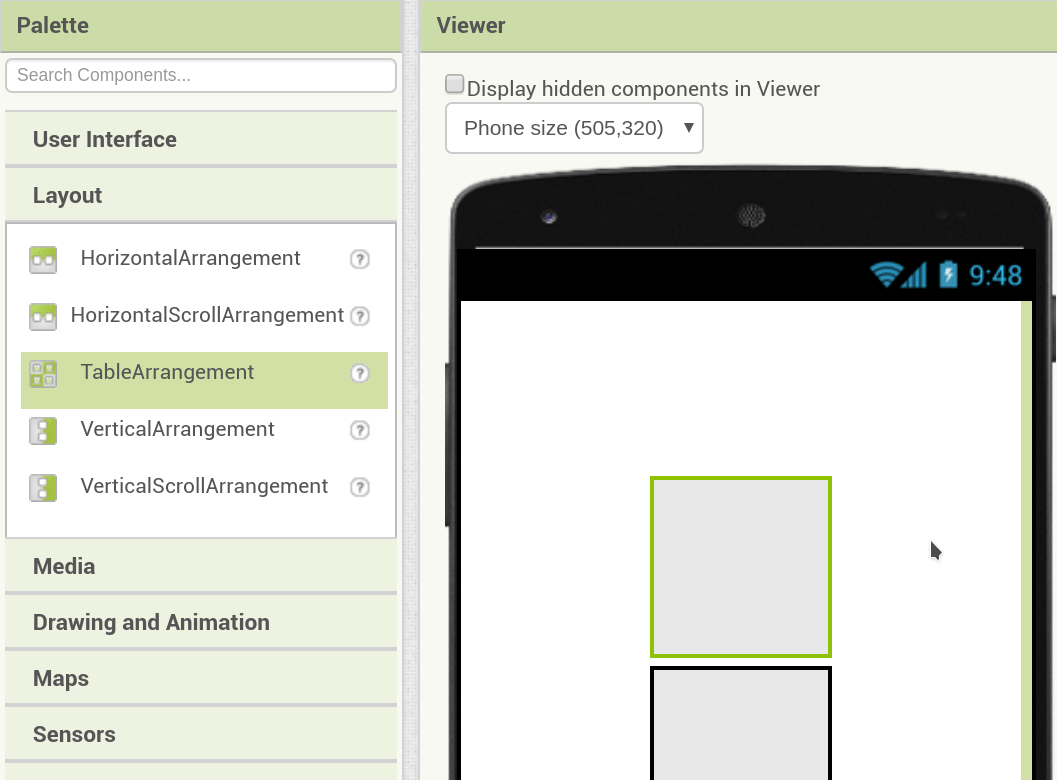 Palette
Search Components...
User Interface
Layout
HorizontalArrangement ?
HorizontalScrollArrangement ?
TableArrangement ?
VerticalArrangement ?
VerticalScrollArrangement ?
Media
Drawing and Animation
Maps
Sensors
Viewer
Display hidden components in Viewer
Phone size (505,320)
9:48